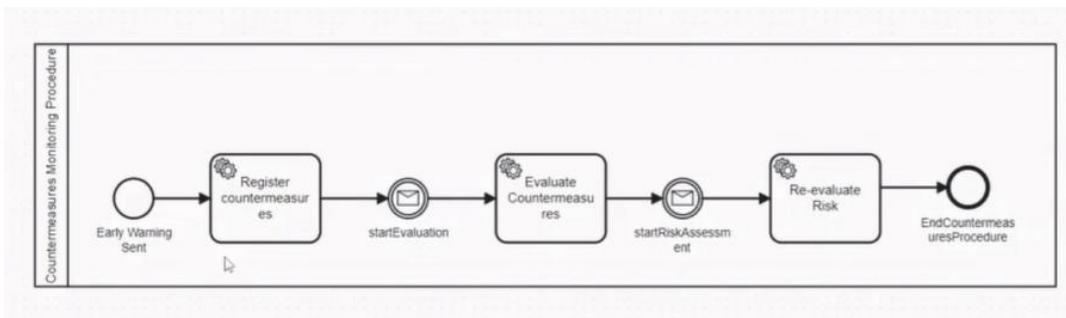 Countermeasures Monitoring Procedure
Early Warning
Sent
Register
countermeasur
es
startEvaluation
Evaluate
Countermeasu
res
startRiskAssessm
ent
Re-evaluate
Risk
EndCountermeas
uresProcedure